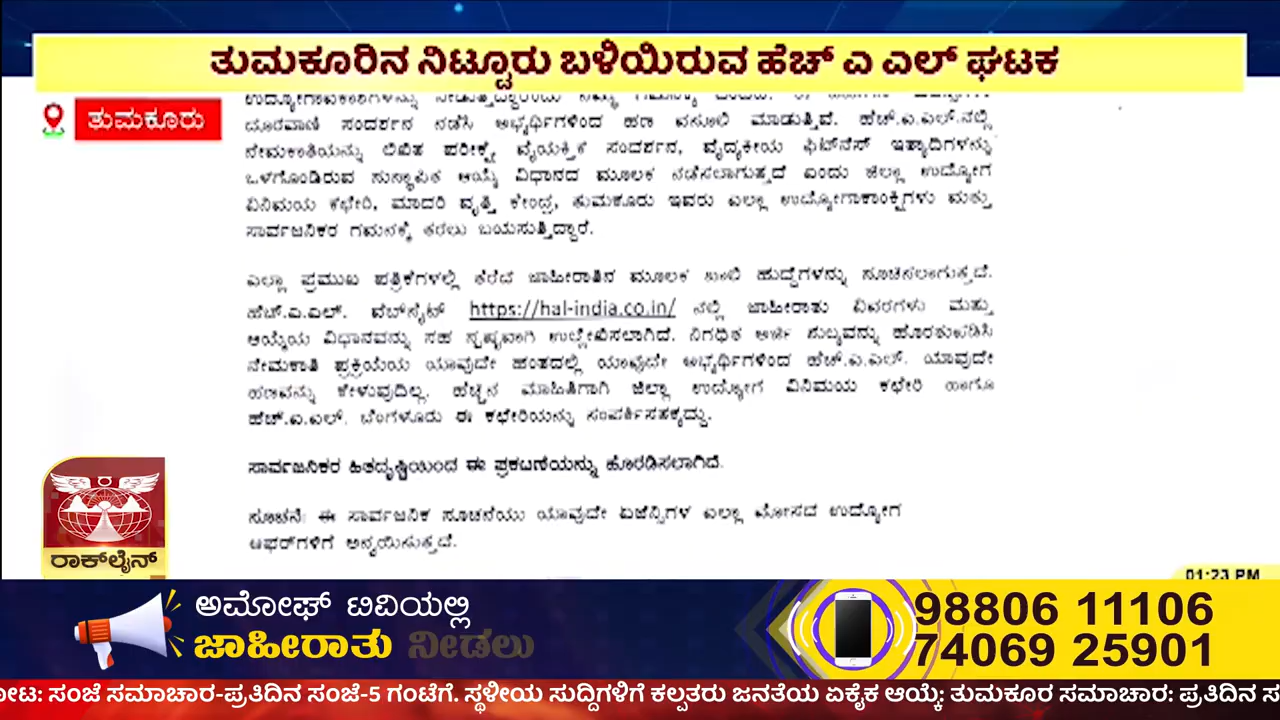 ತುಮಕೂರಿನ ನಿಟ್ಟೂರು ಬಳಿಯಿರುವ ಹೆಚ್ ಎ ಎಲ್ ಘಟಕ
ತುಮಕೂರು
ದೂರವಾಣಿ ಸಂದರ್ಶನ ನಡೆಸಿ ಅಭ್ಯರ್ಥಿಗಳಿಂದ ಹಣ ವಸೂಲಿ ಮಾಡುತ್ತಿವೆ. ಹೆಚ್.ಎ.ಎಲ್.ನಲ್ಲಿ
ನೇಮಕಾತಿಯನ್ನು ಲಿಖಿತ ಪರೀಕ್ಷೆ ವೈಯಕ್ತಿಕ ಸಂದರ್ಶನ, ವೈದ್ಯಕೀಯ ಫಿಟ್‌ನೆಸ್ ಇತ್ಯಾದಿಗಳನ್ನು
ಒಳಗೊಂಡಿರುವ ಸುಸ್ಥಾಪಿತ ಆಯ್ಕೆ ವಿಧಾನದ ಮೂಲಕ ನಡೆಸಲಾಗುತ್ತದೆ ಎಂದು ಜಿಲ್ಲಾ ಉದ್ಯೋಗ
ವಿನಿಮಯ ಕಛೇರಿ, ಮಾದರಿ ವೃತ್ತಿ ಕೇಂದ್ರ, ತುಮಕೂರು ಇವರು ಎಲ್ಲಾ ಉದ್ಯೋಗಾಕಾಂಕ್ಷಿಗಳು ಮತ್ತು
ಸಾರ್ವಜನಿಕರ ಗಮನಕ್ಕೆ ತರಲು ಬಯಸುತ್ತಿದ್ದಾರೆ.
ಎಲ್ಲಾ ಪ್ರಮುಖ ಪತ್ರಿಕೆಗಳಲ್ಲಿ ತೆರೆದ ಜಾಹೀರಾತಿನ ಮೂಲಕ ಖಾಲಿ ಹುದ್ದೆಗಳನ್ನು ಸೂಚಿಸಲಾಗುತ್ತದೆ.
ಹೆಚ್.ಎ.ಎಲ್. ವೆಬ್‌ಸೈಟ್ https://hal-india.co.in/ ನಲ್ಲಿ ಜಾಹೀರಾತು ವಿವರಗಳು ಮತ್ತು
ಆಯ್ಕೆಯ ವಿಧಾನವನ್ನು ಸಹ ಸ್ಪಷ್ಟವಾಗಿ ಉಲ್ಲೇಖಿಸಲಾಗಿದೆ. ನಿಗಧಿತ ಅರ್ಜಿ ಶುಲ್ಕವನ್ನು ಹೊರತುಪಡಿಸಿ
ನೇಮಕಾತಿ ಪ್ರಕ್ರಿಯೆಯ ಯಾವುದೇ ಹಂತದಲ್ಲಿ ಯಾವುದೇ ಅಭ್ಯರ್ಥಿಗಳಿಂದ ಹೆಚ್.ಎ.ಎಲ್. ಯಾವುದೇ
ಹಣವನ್ನು ಕೇಳುವುದಿಲ್ಲ. ಹೆಚ್ಚಿನ ಮಾಹಿತಿಗಾಗಿ ಜಿಲ್ಲಾ ಉದ್ಯೋಗ ವಿನಿಮಯ ಕಛೇರಿ ಹಾಗೂ
ಹೆಚ್.ಎ.ಎಲ್. ಬೆಂಗಳೂರು ಈ ಕಛೇರಿಯನ್ನು ಸಂಪರ್ಕಿಸತಕ್ಕದ್ದು.
ಸಾರ್ವಜನಿಕರ ಹಿತದೃಷ್ಟಿಯಿಂದ ಈ ಪ್ರಕಟಣೆಯನ್ನು ಹೊರಡಿಸಲಾಗಿದೆ.
ಸೂಚನೆ: ಈ ಸಾರ್ವಜನಿಕ ಸೂಚನೆಯು ಯಾವುದೇ ಏಜೆನ್ಸಿಗಳ ಎಲ್ಲಾ ಮೋಸದ ಉದ್ಯೋಗ
ಆಫರ್‌ಗಳಿಗೆ ಅನ್ವಯಿಸುತ್ತದೆ.
ರಾಕ್‌ಲೈನ್
01:23 PM
ಅಮೋಘ್ ಟಿವಿಯಲ್ಲಿ
ಜಾಹೀರಾತು ನೀಡಲು
98806 11106
74069 25901
ಸಂಜೆ ಸಮಾಚಾರ-ಪ್ರತಿದಿನ ಸಂಜೆ-5 ಗಂಟೆಗೆ. ಸ್ಥಳೀಯ ಸುದ್ದಿಗಳಿಗೆ ಕಲ್ಪತರು ಜನತೆಯ ಏಕೈಕ ಆಯ್ಕೆ: ತುಮಕೂರ ಸಮಾಚಾರ: ಪ್ರತಿದಿನ